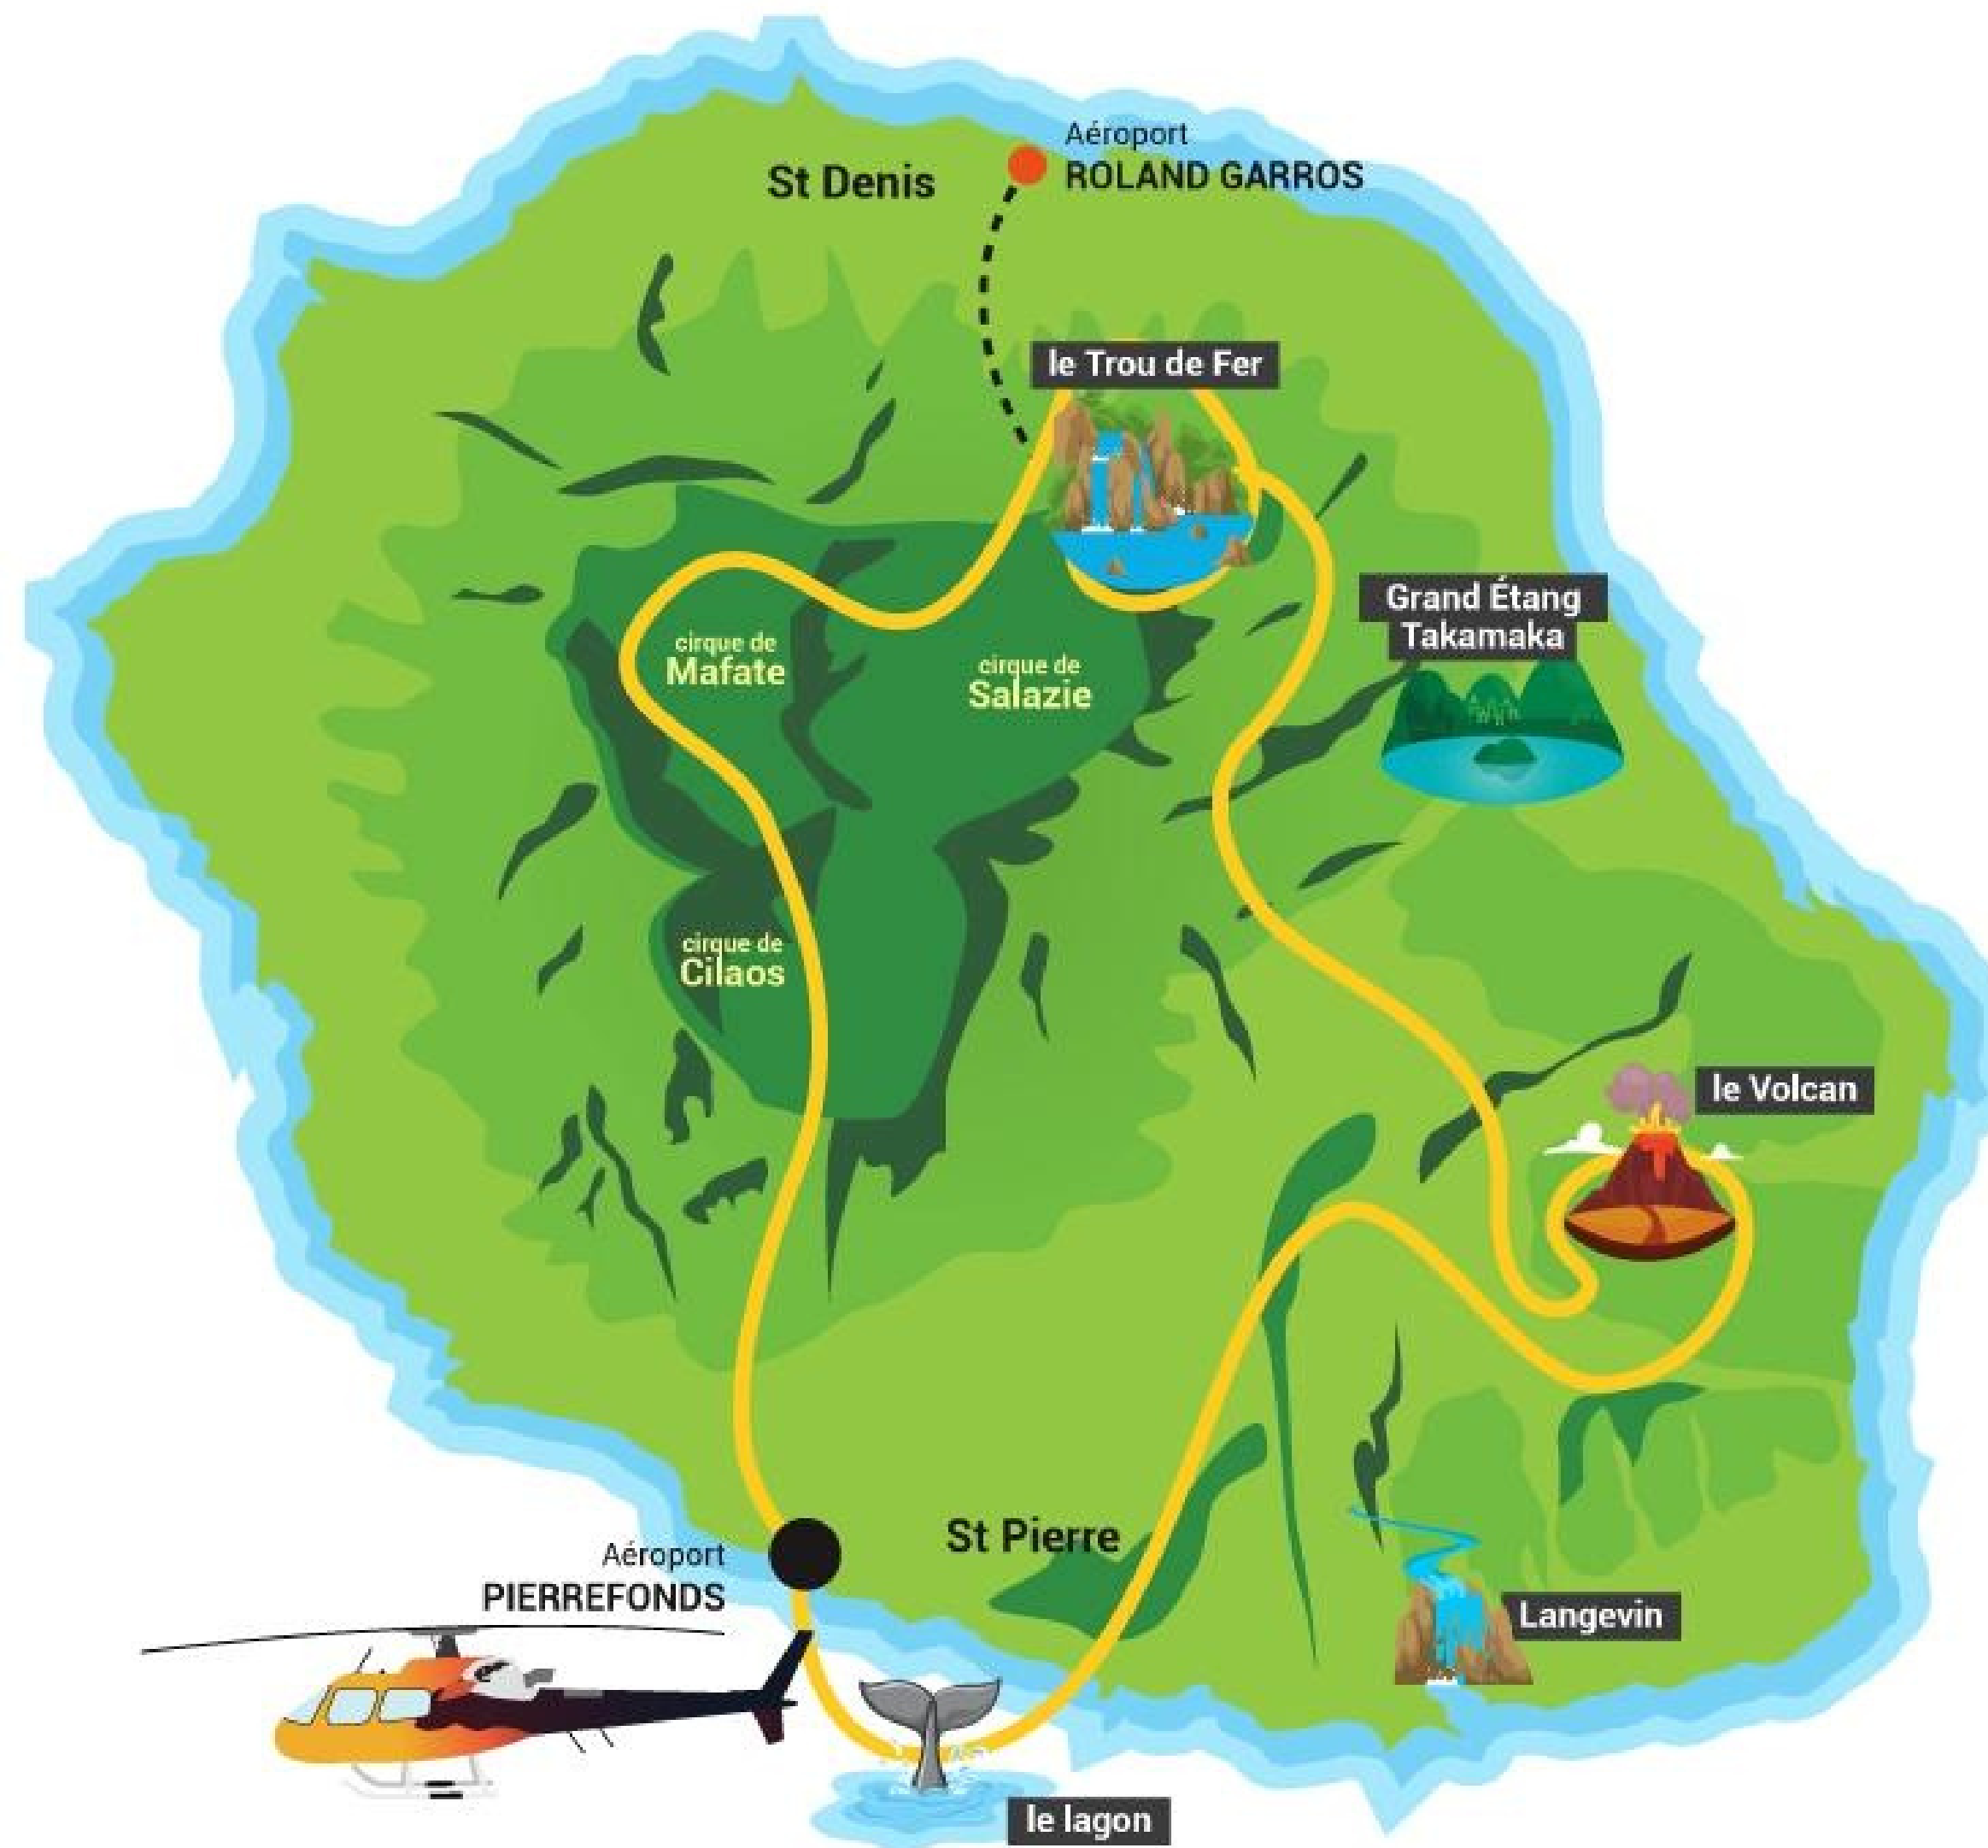 Aéroport
ROLAND GARROS
St Denis
le Trou de Fer
Grand Étang
Takamaka
cirque de
Mafate
cirque de
Salazie
cirque de
Cilaos
le Volcan
St Pierre
Aéroport
PIERREFONDS
Langevin
le lagon